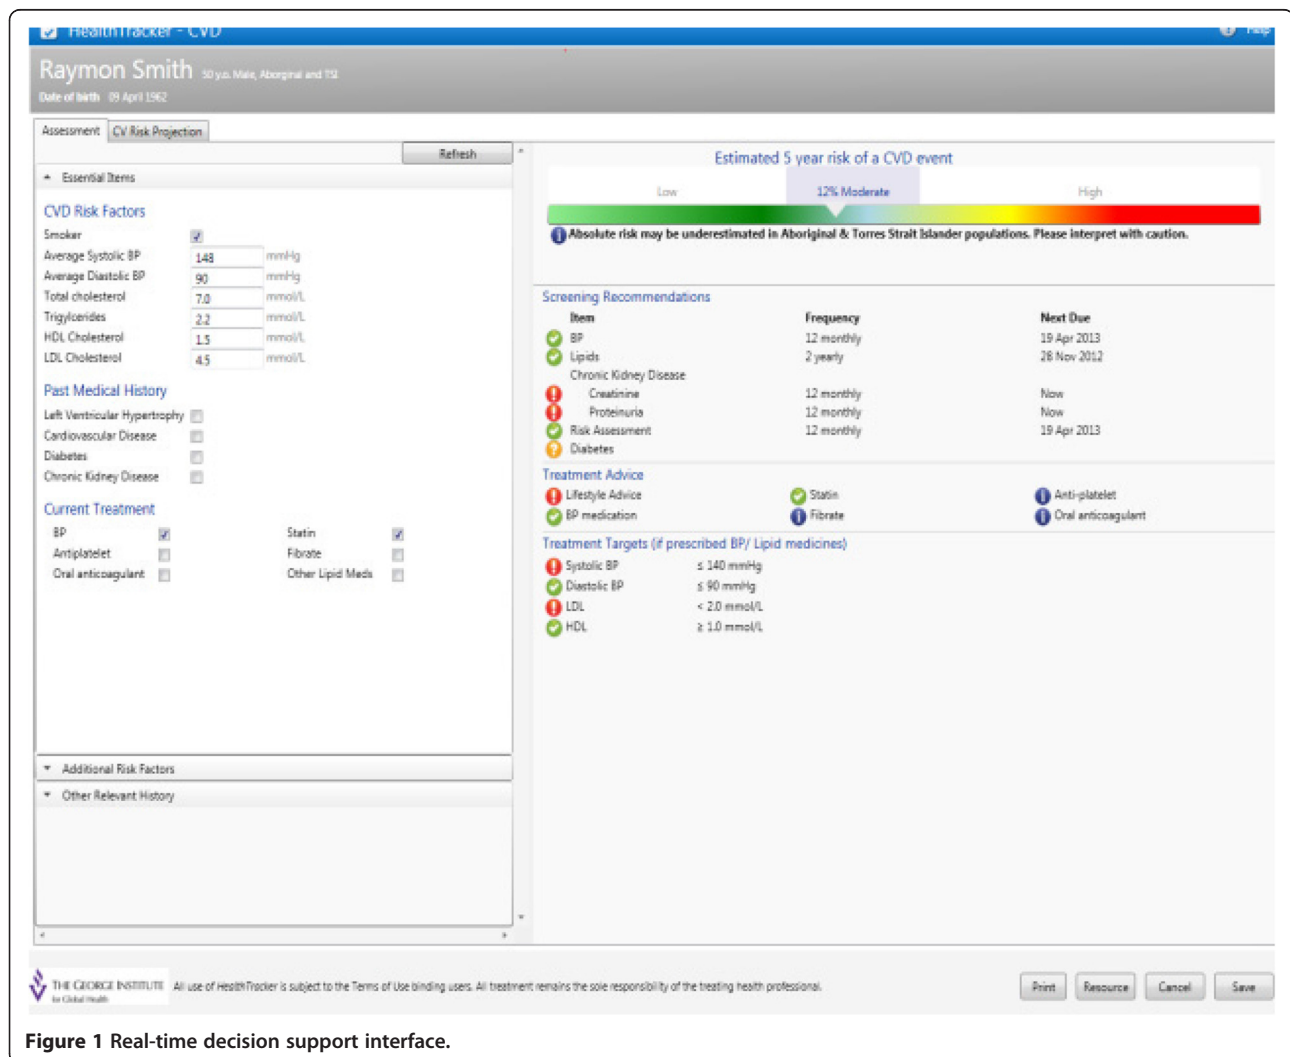 HealthTracker - CVD
Help
Raymon Smith 50 y.o. Male, Aborginal and TSI
Date of birth 09 April 1962
Assessment CV Risk Projection
Refresh
Essential Items
CVD Risk Factors
Smoker
Average Systolic BP 148 mmHg
Average Diastolic BP 90 mmHg
Total cholesterol 7.0 mmol/L
Trigylcerides 2.2 mmol/L
HDL Cholesterol 1.5 mmol/L
LDL Cholesterol 4.5 mmol/L
Past Medical History
Left Ventricular Hypertrophy
Cardiovascular Disease
Diabetes
Chronic Kidney Disease
Current Treatment
BP Statin
Antiplatelet Fibrate
Oral anticoagulant Other Lipid Meds
Additional Risk Factors
Other Relevant History
Estimated 5 year risk of a CVD event
Low 12% Moderate High
Absolute risk may be underestimated in Aboriginal & Torres Strait Islander populations. Please interpret with caution.
Screening Recommendations
Item Frequency Next Due
BP 12 monthly 19 Apr 2013
Lipids 2 yearly 28 Nov 2012
Chronic Kidney Disease
Creatinine 12 monthly Now
Proteinuria 12 monthly Now
Risk Assessment 12 monthly 19 Apr 2013
Diabetes
Treatment Advice
Lifestyle Advice Statin Anti-platelet
BP medication Fibrate Oral anticoagulant
Treatment Targets (if prescribed BP/ Lipid medicines)
Systolic BP ≤ 140 mmHg
Diastolic BP ≤ 90 mmHg
LDL < 2.0 mmol/L
HDL ≥ 1.0 mmol/L
THE GEORGE INSTITUTE
for Global Health
All use of HealthTracker is subject to the Terms of Use binding users. All treatment remains the sole responsibility of the treating health professional.
Print Resource Cancel Save
Figure 1 Real-time decision support interface.